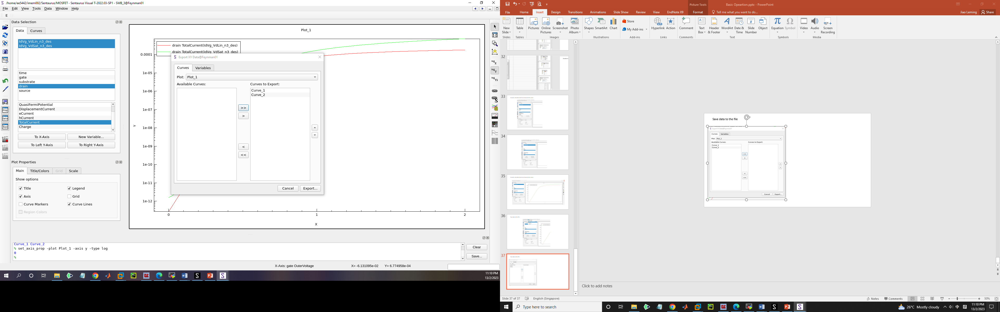 /home/ee5442/imem002/Sentaurus/MOSFET - Sentaurus Visual T-2022.03-SP1 - SWB_3@Feynman01
File Edit View Tools Data Window Help
E
Data Selection
Data Curves
IdVg_VdLin_n3_des
IdVg_VdSat_n3_des
time
gate
substrate
drain
source
QuasiFermiPotential
DisplacementCurrent
eCurrent
hCurrent
TotalCurrent
Charge
To X-Axis New Variable...
To Left Y-Axis To Right Y-Axis
Plot Properties
Main Title/Colors Grid Scale
Show options
Title Legend
Axis Grid
Curve Markers Curve Lines
Region Colors
Plot_1
drain TotalCurrent(IdVg_VdLin_n3_des)
drain TotalCurrent(IdVg_VdSat_n3_des)
0.0001
1e-05
1e-06
1e-07
1e-08
1e-09
1e-10
1e-11
1e-12
Y
0 1 2
X
Export XY Data@Feynman01
Curves Variables
Plot: Plot_1
Available Curves: Curves to Export:
Curve_1
Curve_2
>>
>
<
<<
Cancel Export...
Curve_1 Curve_2
% set_axis_prop -plot Plot_1 -axis y -type log
0
%
Clear
Save...
X-Axis: gate OuterVoltage X= -6.131095e-02 Y= 6.774958e-04
11:10 PM
13/2/2023
Picture Tools
Basic Opeartion.pptx - PowerPoint
File Home Insert Design Transitions Animations Slide Show Review View EndNote X9 Format Tell me what you want to do...
Jiao Leming Share
New Slide
Table
Pictures
Online Pictures
Screenshot
Photo Album
Shapes
SmartArt
Chart
Store
My Add-ins
Hyperlink
Action
Comment
Text Box
Header & Footer
WordArt
Date & Time
Slide Number
Object
Equation
Symbol
Video
Audio
Screen Recording
Slides Tables Images Illustrations Add-ins Links Comments Text Symbols Media
32
33
34
35
36
37
Save data to the file
Export XY Data@Feynman01
Curves Variables
Plot: Plot_1
Available Curves: Curves to Export:
Curve_1
Curve_2
>>
>
<
<<
Cancel Export...
Click to add notes
Slide 37 of 37 English (Singapore)
Notes Comments 50%
Type here to search
26°C Mostly cloudy
中
11:10 PM
13/2/2023